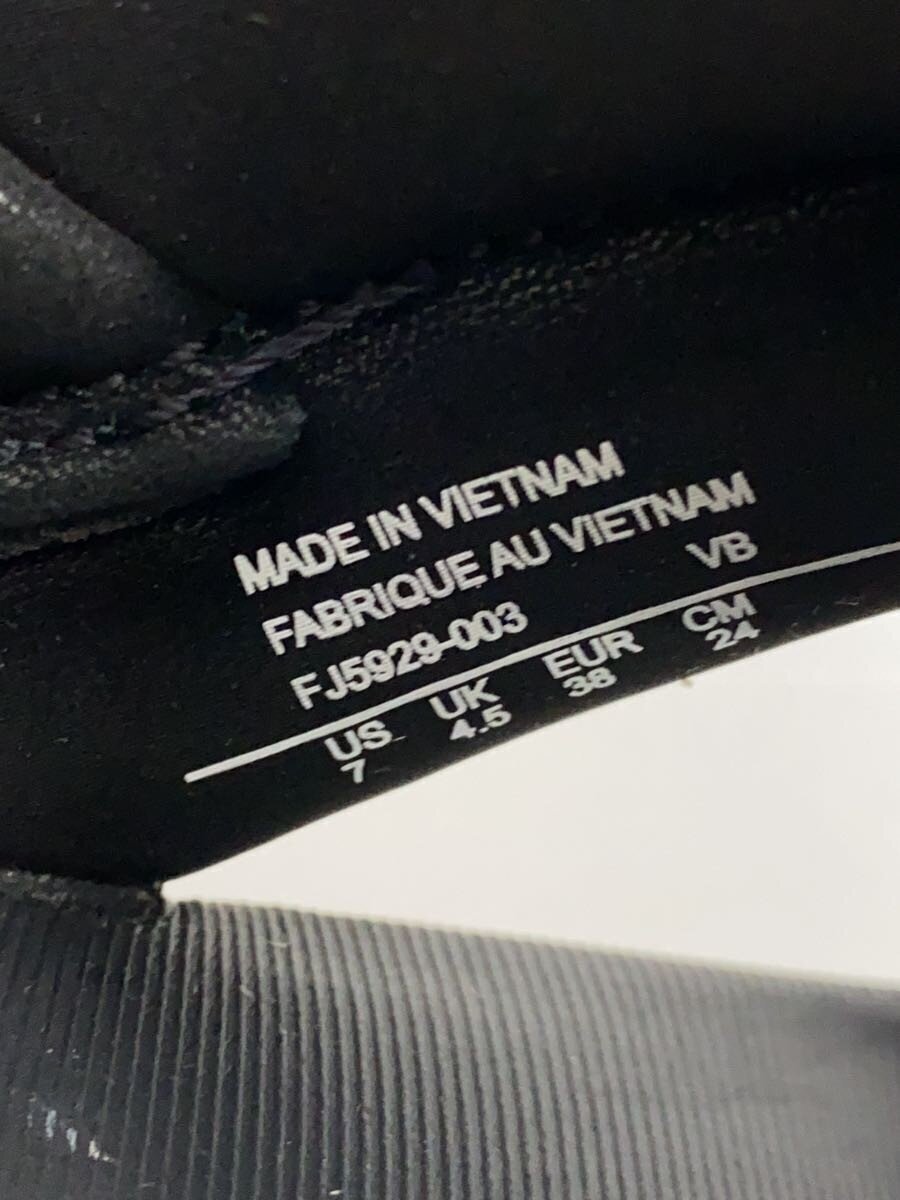 MADE IN VIETNAM
FABRIQUE AU VIETNAM
FJ5929-003 VB
US UK EUR CM
7 4.5 38 24